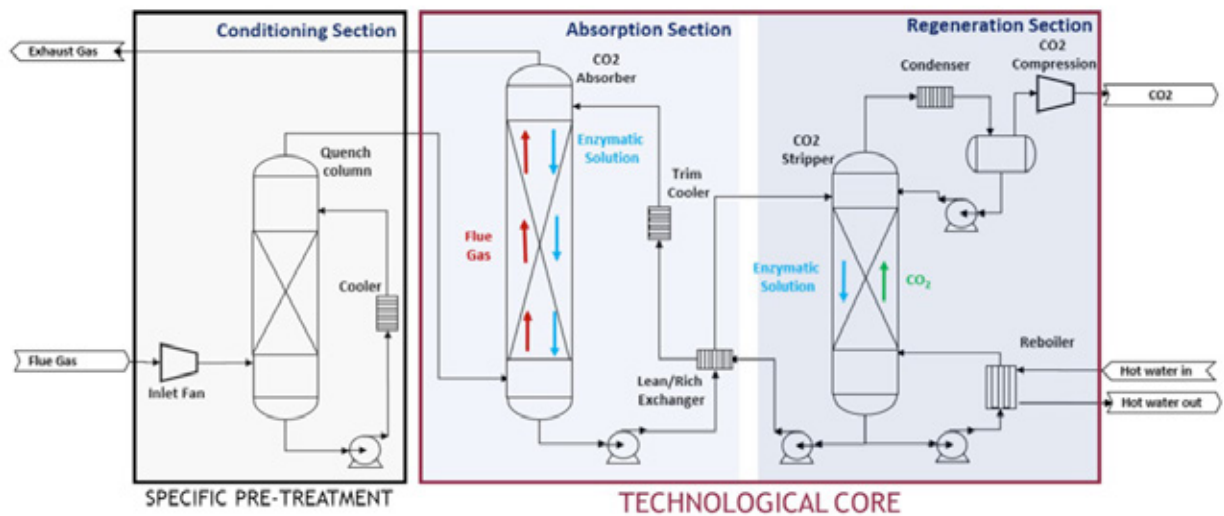 Conditioning Section
Absorption Section
Regeneration Section
Exhaust Gas
CO2
Absorber
Condenser
CO2
Compression
CO2
Quench
column
Enzymatic
Solution
CO2
Stripper
Trim
Cooler
Flue
Gas
Cooler
Enzymatic
Solution
CO₂
Flue Gas
Inlet Fan
Lean/Rich
Exchanger
Reboiler
Hot water in
Hot water out
SPECIFIC PRE-TREATMENT
TECHNOLOGICAL CORE